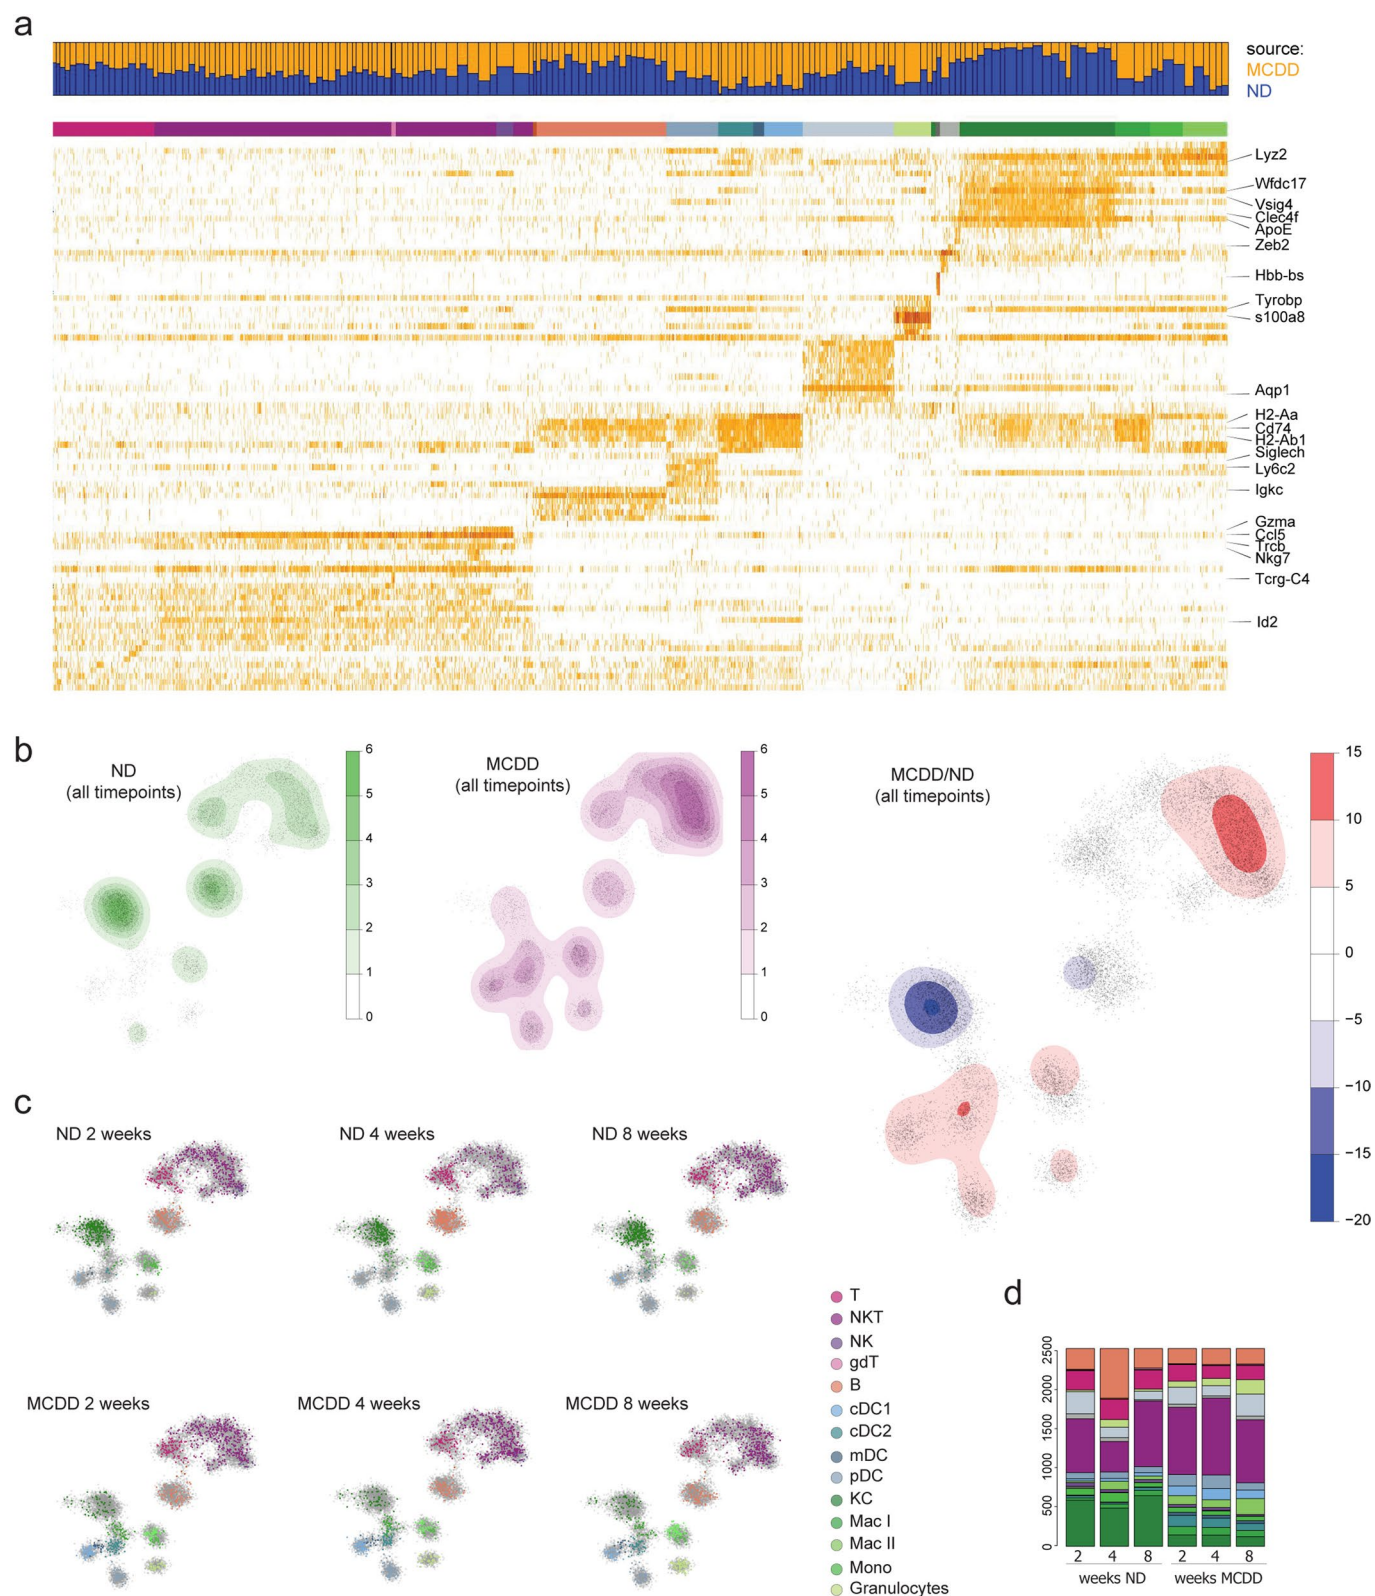 a
source:
MCDD
ND
Lyz2
Wfdc17
Vsig4
Clec4f
ApoE
Zeb2
Hbb-bs
Tyrobp
s100a8
Aqp1
H2-Aa
Cd74
H2-Ab1
Siglech
Ly6c2
Igkc
Gzma
Ccl5
Trcb
Nkg7
Tcrg-C4
Id2
b
ND
(all timepoints)
6
5
4
3
2
1
0
MCDD
(all timepoints)
6
5
4
3
2
1
0
MCDD/ND
(all timepoints)
15
10
5
0
−5
−10
−15
−20
c
ND 2 weeks
ND 4 weeks
ND 8 weeks
MCDD 2 weeks
MCDD 4 weeks
MCDD 8 weeks
T
NKT
NK
gdT
B
cDC1
cDC2
mDC
pDC
KC
Mac I
Mac II
Mono
Granulocytes
d
2500
2000
1500
1000
500
0
2 4 8 2 4 8
weeks ND weeks MCDD